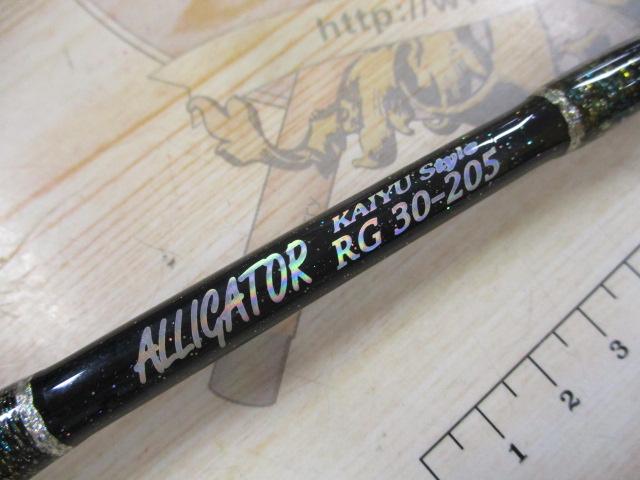 http://w
ALLIGATOR
KAIYU Style
RG 30-205
1
2
3